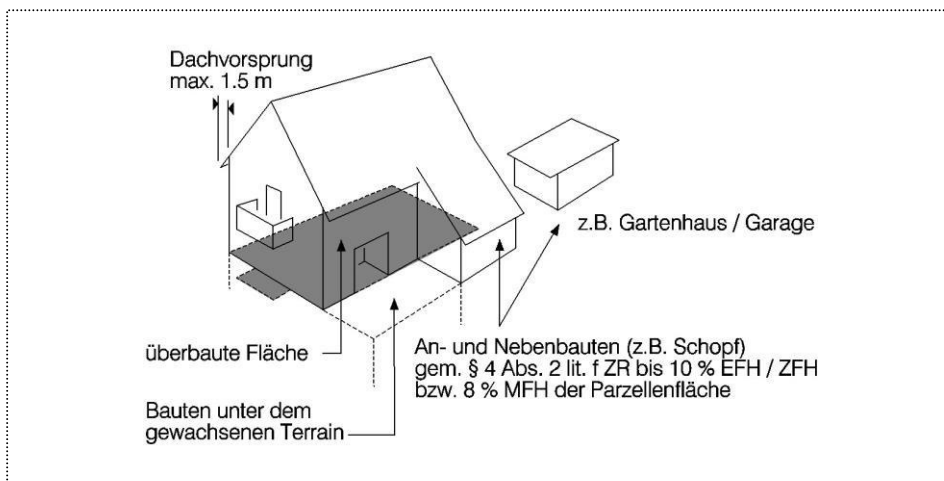 Dachvorsprung
max. 1.5 m
z.B. Gartenhaus / Garage
überbaute Fläche
An- und Nebenbauten (z.B. Schopf)
gem. § 4 Abs. 2 lit. f ZR bis 10 % EFH / ZFH
bzw. 8 % MFH der Parzellenfläche
Bauten unter dem
gewachsenen Terrain